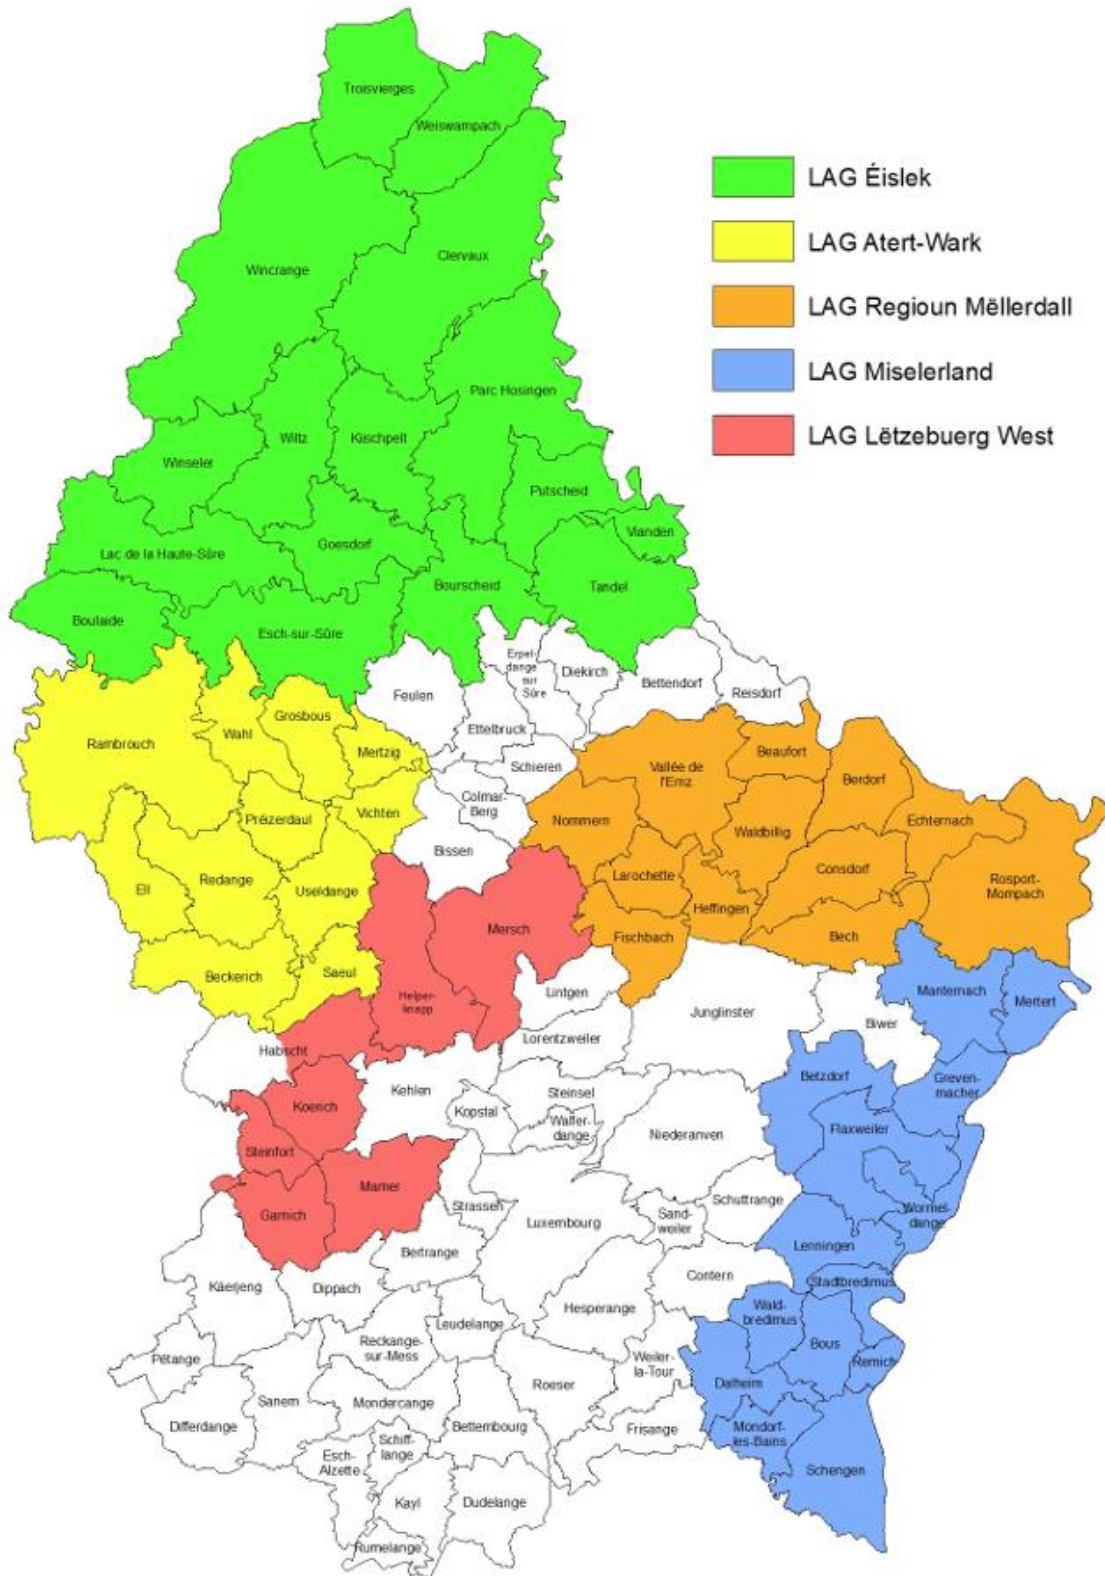 Troisvierges
Weiswampach
LAG Éislek
LAG Atert-Wark
Clervaux
Wincrange
LAG Regioun Mëllerdall
LAG Miselerland
Parc Hosingen
LAG Lëtzebuerg West
Wiltz
Kiischpelt
Winseler
Putscheid
Vianden
Goesdorf
Lac de la Haute-Sûre
Bourscheid
Tandel
Boulaide
Esch-sur-Sûre
Erpel-
dange
sur
Sûre
Diekirch
Bettendorf
Feulen
Reisdorf
Grosbous
Ettelbruck
Wahl
Rambrouch
Mertzig
Schieren
Vallée de
l'Ernz
Beaufort
Berdorf
Colmar-
Berg
Vichten
Préizerdaul
Nommern
Echternach
Waldbillig
Bissen
Larochette
Consdorf
Rosport-
Mompach
Redange
Ell
Useldange
Heffingen
Mersch
Fischbach
Bech
Saeul
Beckerich
Manternach
Mertert
Helper-
knapp
Lintgen
Junglinster
Biwer
Lorentzweiler
Habscht
Betzdorf
Greven-
macher
Kehlen
Steinsel
Koerich
Kopstal
Walfer-
dange
Flaxweiler
Niederanven
Steinfort
Mamer
Schuttrange
Strassen
Wormel-
dange
Garnich
Luxembourg
Sand-
weiler
Lenningen
Bertrange
Contern
Stadtbredimus
Käerjeng
Dippach
Hesperange
Wald-
bredimus
Leudelange
Reckange-
sur-Mess
Bous
Weiler-
la-Tour
Pétange
Remich
Dalheim
Roeser
Sanem
Mondercange
Differdange
Bettembourg
Frisange
Mondorf-
les-Bains
Schiff-
lange
Esch-
Alzette
Schengen
Kayl
Dudelange
Rumelange